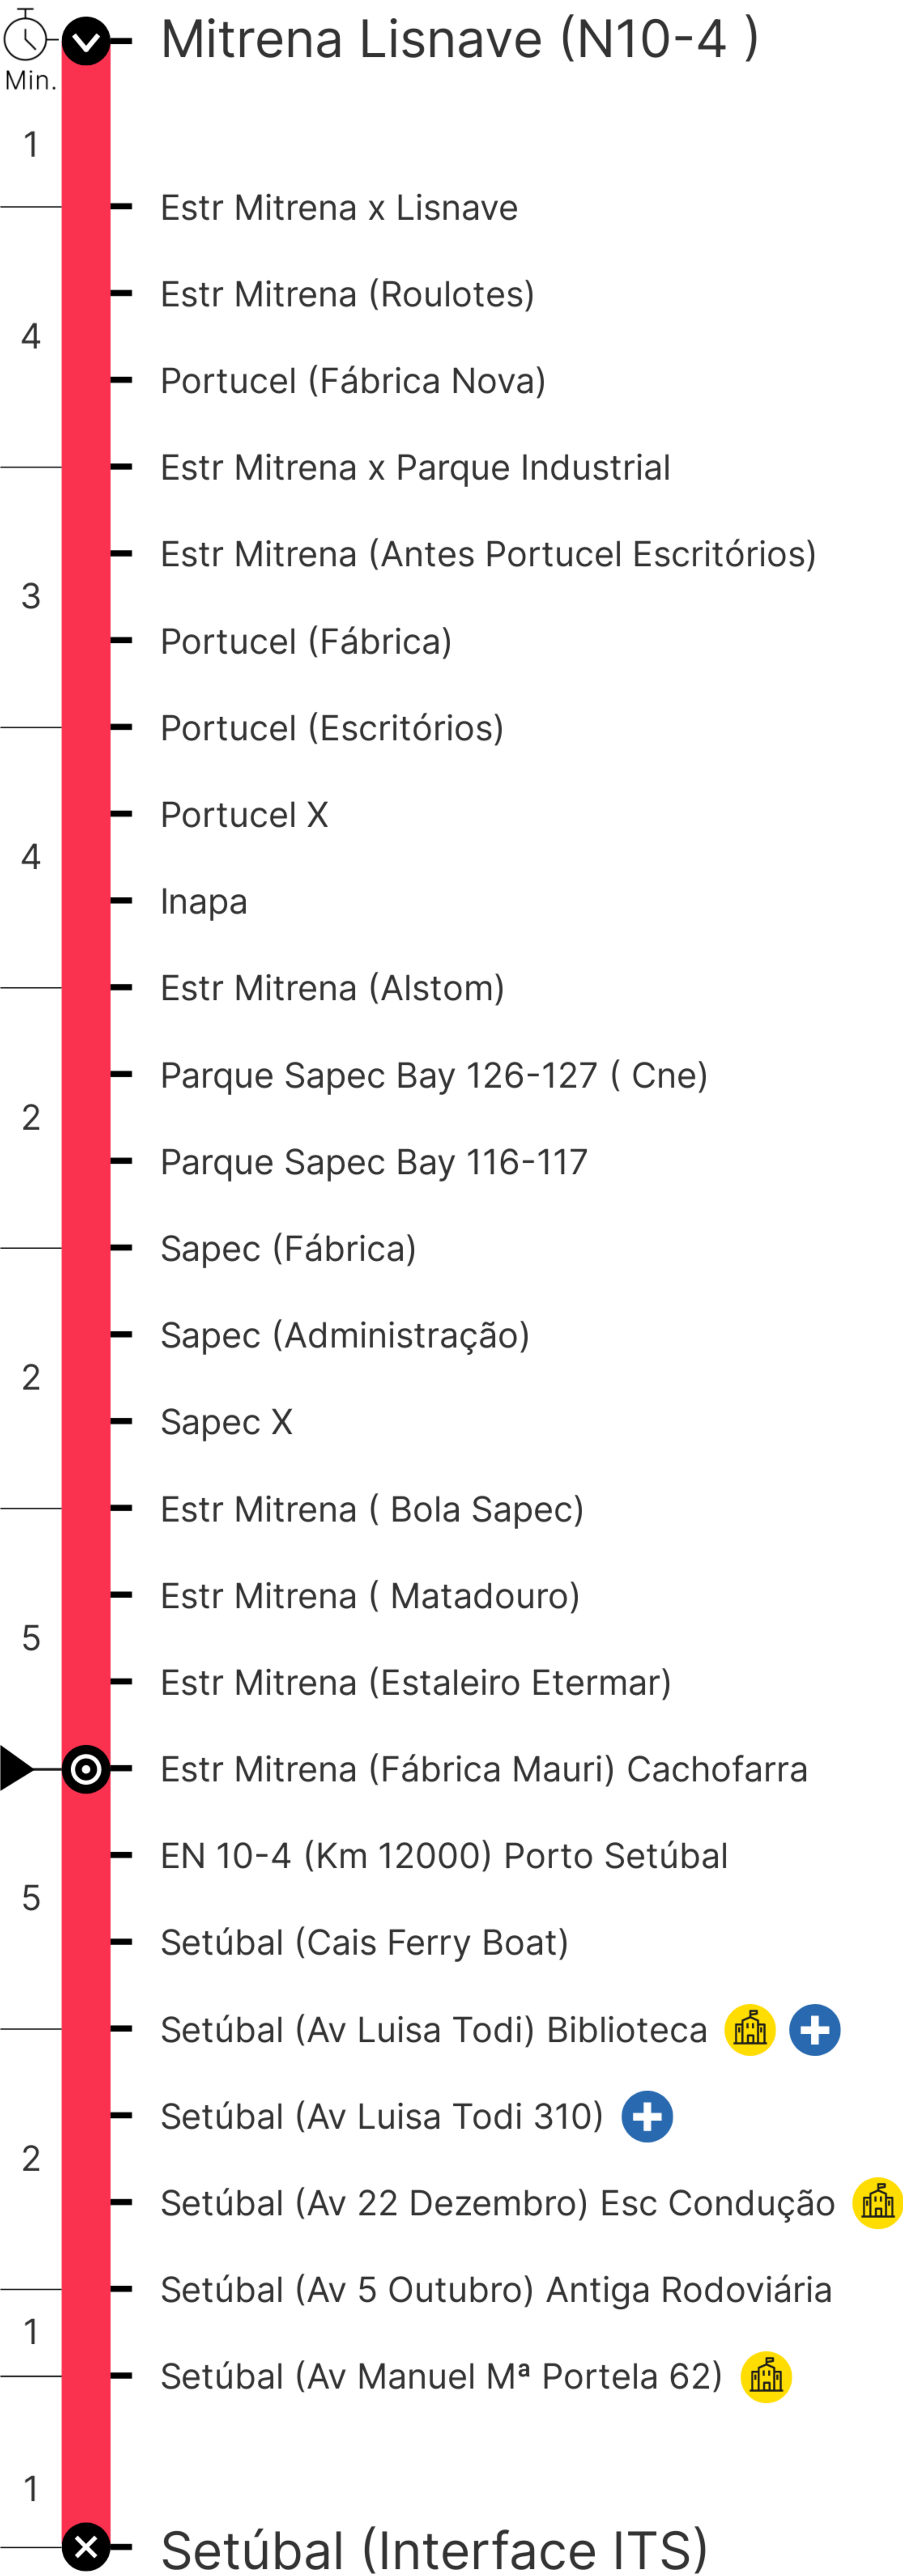 Mitrena Lisnave (N10-4 )
Min.
1
Estr Mitrena x Lisnave
Estr Mitrena (Roulotes)
4
Portucel (Fábrica Nova)
Estr Mitrena x Parque Industrial
Estr Mitrena (Antes Portucel Escritórios)
3
Portucel (Fábrica)
Portucel (Escritórios)
Portucel X
4
Inapa
Estr Mitrena (Alstom)
Parque Sapec Bay 126-127 ( Cne)
2
Parque Sapec Bay 116-117
Sapec (Fábrica)
Sapec (Administração)
2
Sapec X
Estr Mitrena ( Bola Sapec)
Estr Mitrena ( Matadouro)
5
Estr Mitrena (Estaleiro Etermar)
Estr Mitrena (Fábrica Mauri) Cachofarra
EN 10-4 (Km 12000) Porto Setúbal
5
Setúbal (Cais Ferry Boat)
Setúbal (Av Luisa Todi) Biblioteca
Setúbal (Av Luisa Todi 310)
2
Setúbal (Av 22 Dezembro) Esc Condução
Setúbal (Av 5 Outubro) Antiga Rodoviária
1
Setúbal (Av Manuel Mª Portela 62)
1
Setúbal (Interface ITS)